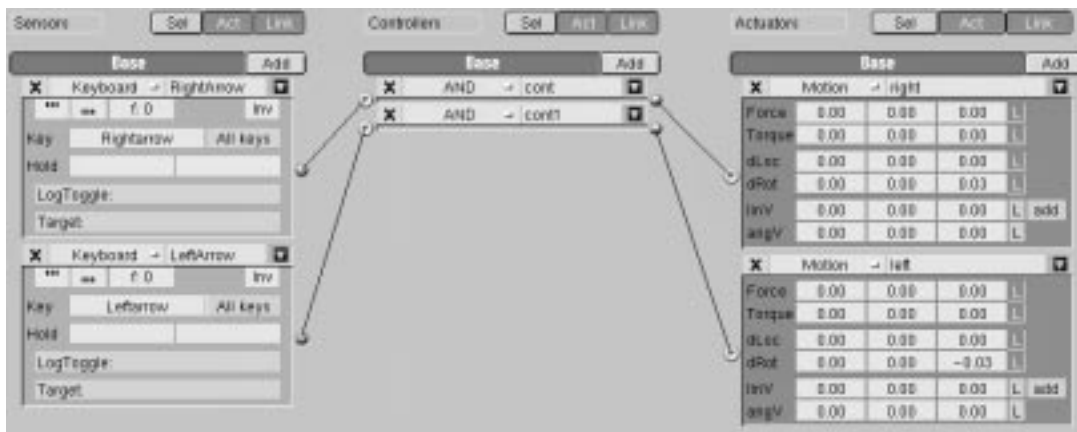 Sensors Sel Act Link
Base Add
Keyboard RightArrow
f: 0 Inv
Key Rightarrow All keys
Hold
LogToggle:
Target:
Keyboard LeftArrow
f: 0 Inv
Key Leftarrow All keys
Hold
LogToggle:
Target:
Controllers Sel Act Link
Base Add
X AND cont
X AND cont1
Actuators Sel Act Link
Base Add
X Motion right
Force 0.00 0.00 0.00 L
Torque 0.00 0.00 0.00 L
dLoc 0.00 0.00 0.00 L
dRot 0.00 0.00 0.03 L
linV 0.00 0.00 0.00 L add
angV 0.00 0.00 0.00 L
X Motion left
Force 0.00 0.00 0.00 L
Torque 0.00 0.00 0.00 L
dLoc 0.00 0.00 0.00 L
dRot 0.00 0.00 -0.03 L
linV 0.00 0.00 0.00 L add
angV 0.00 0.00 0.00 L